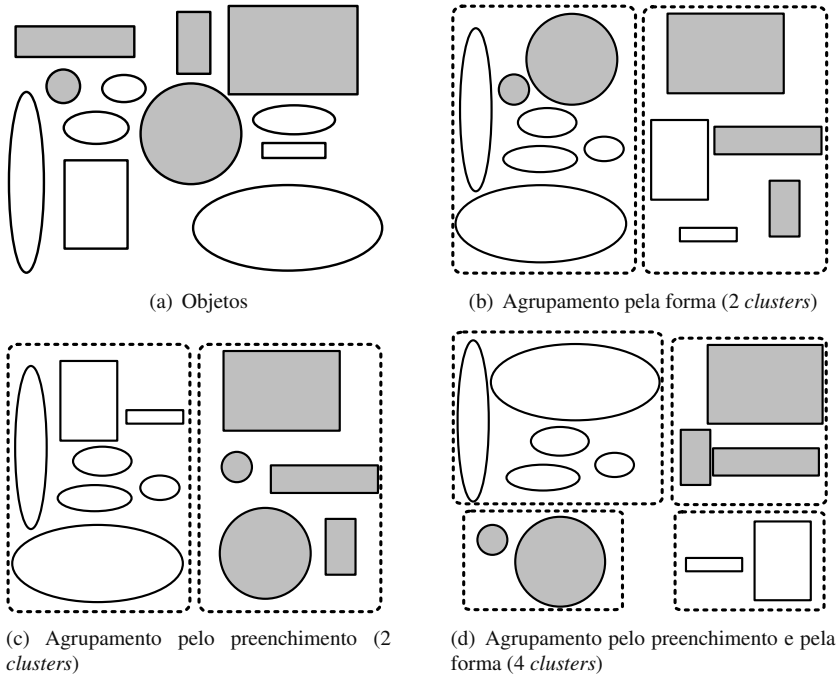 (a) Objetos
(b) Agrupamento pela forma (2 clusters)
(c) Agrupamento pelo preenchimento (2
clusters)
(d) Agrupamento pelo preenchimento e pela
forma (4 clusters)